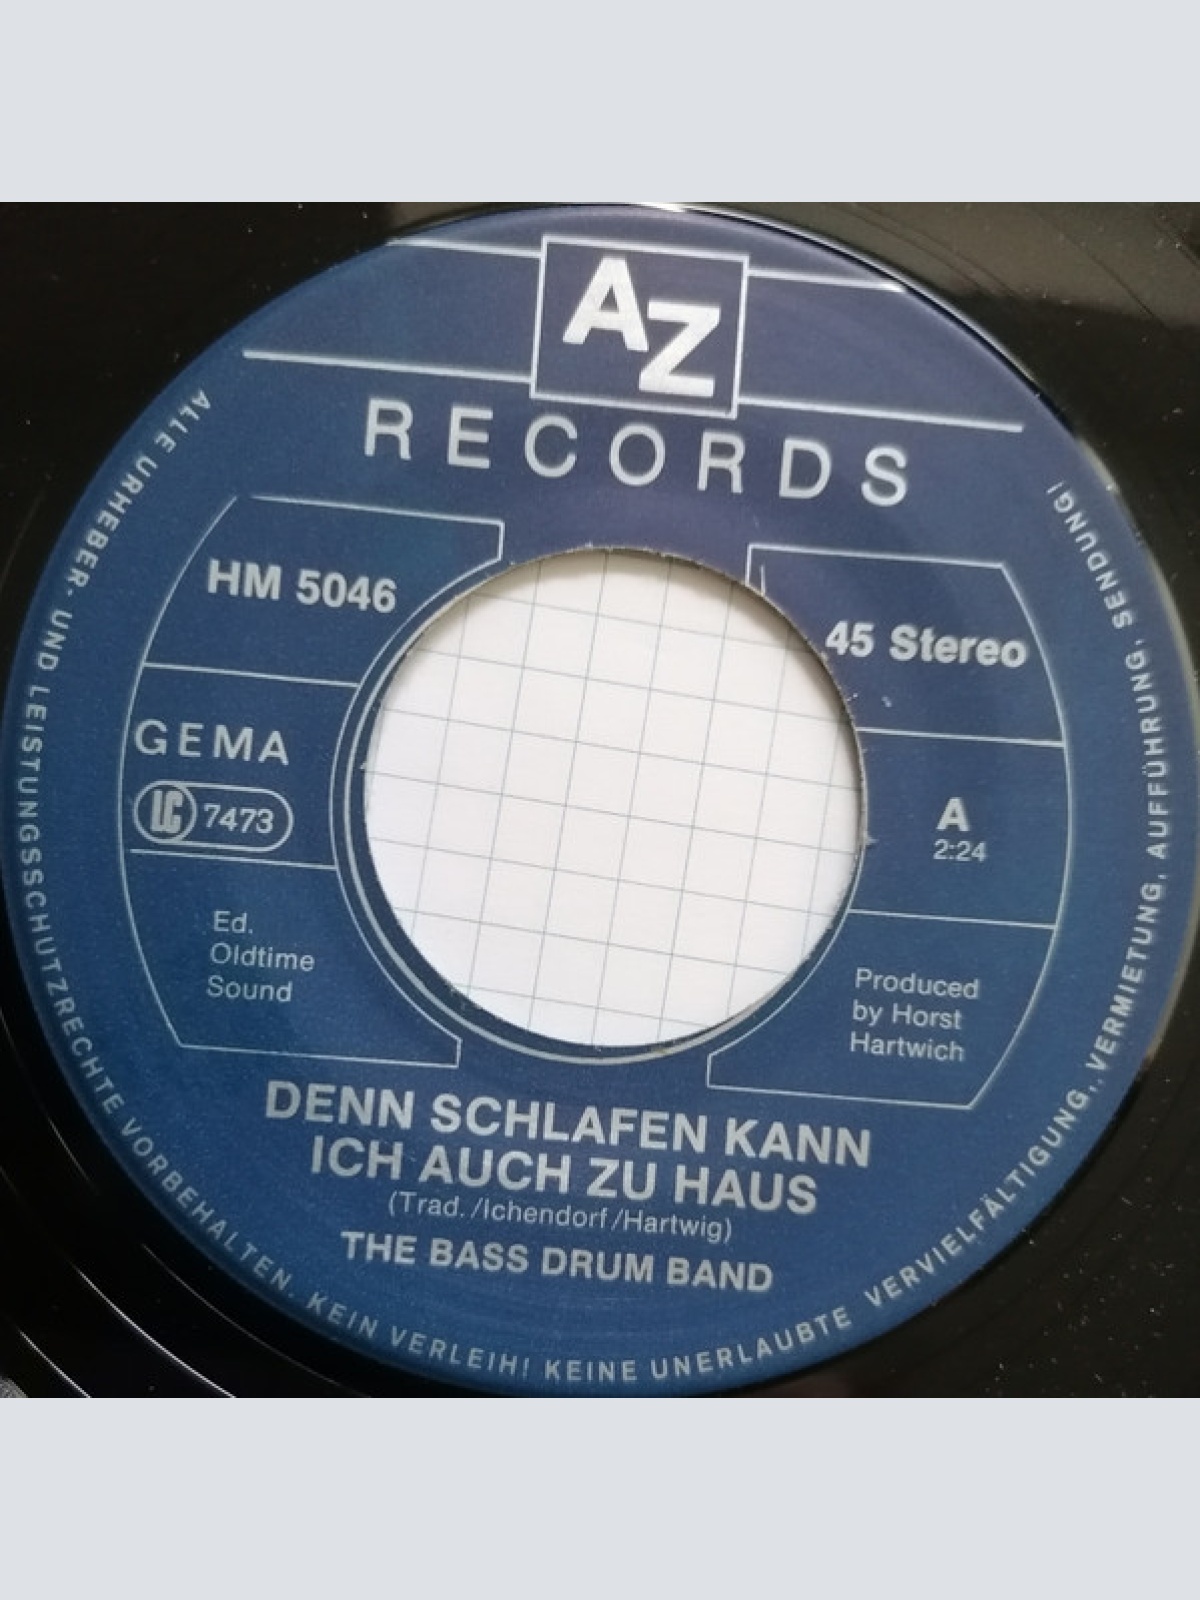 AZ
RECORDS
HM 5046
45 Stereo
GEMA
LC 7473
A
2:24
Ed.
Oldtime
Sound
Produced
by Horst
Hartwich
DENN SCHLAFEN KANN
ICH AUCH ZU HAUS
(Trad./Ichendorf/Hartwig)
THE BASS DRUM BAND
ALLE URHEBER- UND LEISTUNGSSCHUTZRECHTE VORBEHALTEN. KEIN VERLEIH! KEINE UNERLAUBTE VERVIELFÄLTIGUNG, VERMIETUNG, AUFFÜHRUNG, SENDUNG!